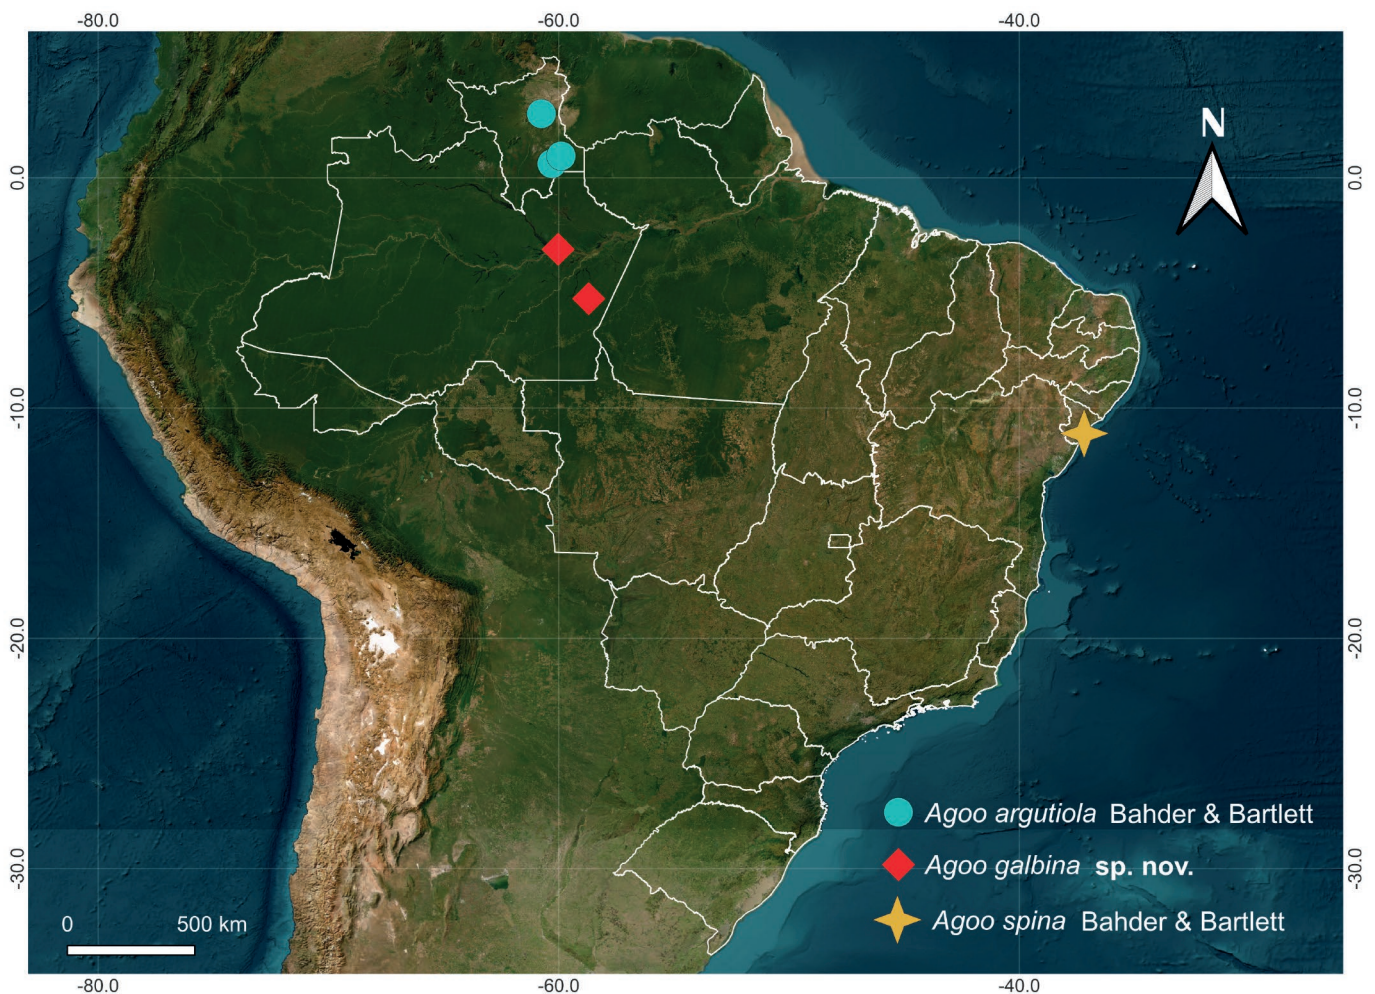 -80.0 -60.0 -40.0
N
0.0 0.0
-10.0 -10.0
-20.0 -20.0
-30.0 -30.0
Agoo argutiola Bahder & Bartlett
Agoo galbina sp. nov.
Agoo spina Bahder & Bartlett
0 500 km
-80.0 -60.0 -40.0